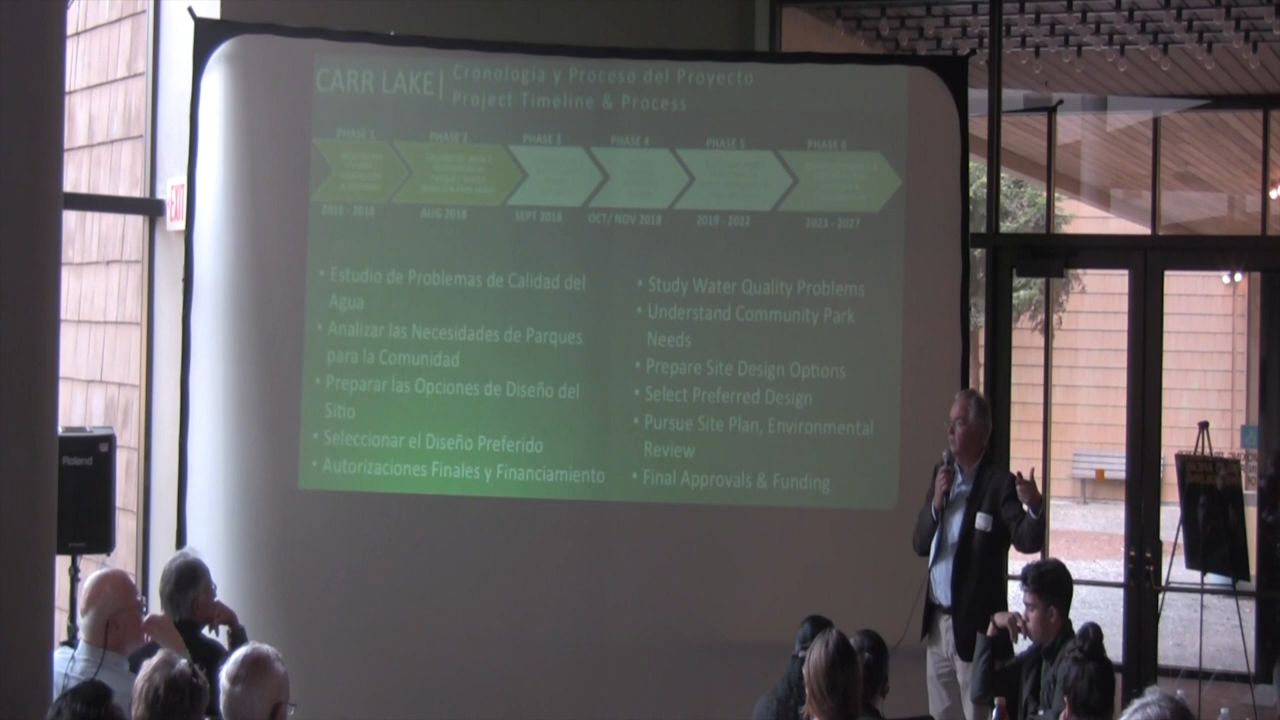 CARR LAKE|
Cronología y Proceso del Proyecto
Project Timeline & Process
PHASE 1
PHASE 2
PHASE 3
PHASE 4
PHASE 5
PHASE 6
AUG 2018
SEPT 2018
OCT/ NOV 2018
2019 - 2022
2023 - 2027
• Estudio de Problemas de Calidad del
Agua
• Analizar las Necesidades de Parques
para la Comunidad
• Preparar las Opciones de Diseño del
Sitio
• Seleccionar el Diseño Preferido
• Autorizaciones Finales y Financiamiento
• Study Water Quality Problems
• Understand Community Park
Needs
• Prepare Site Design Options
• Select Preferred Design
• Pursue Site Plan, Environmental
Review
• Final Approvals & Funding
EXIT
Roland